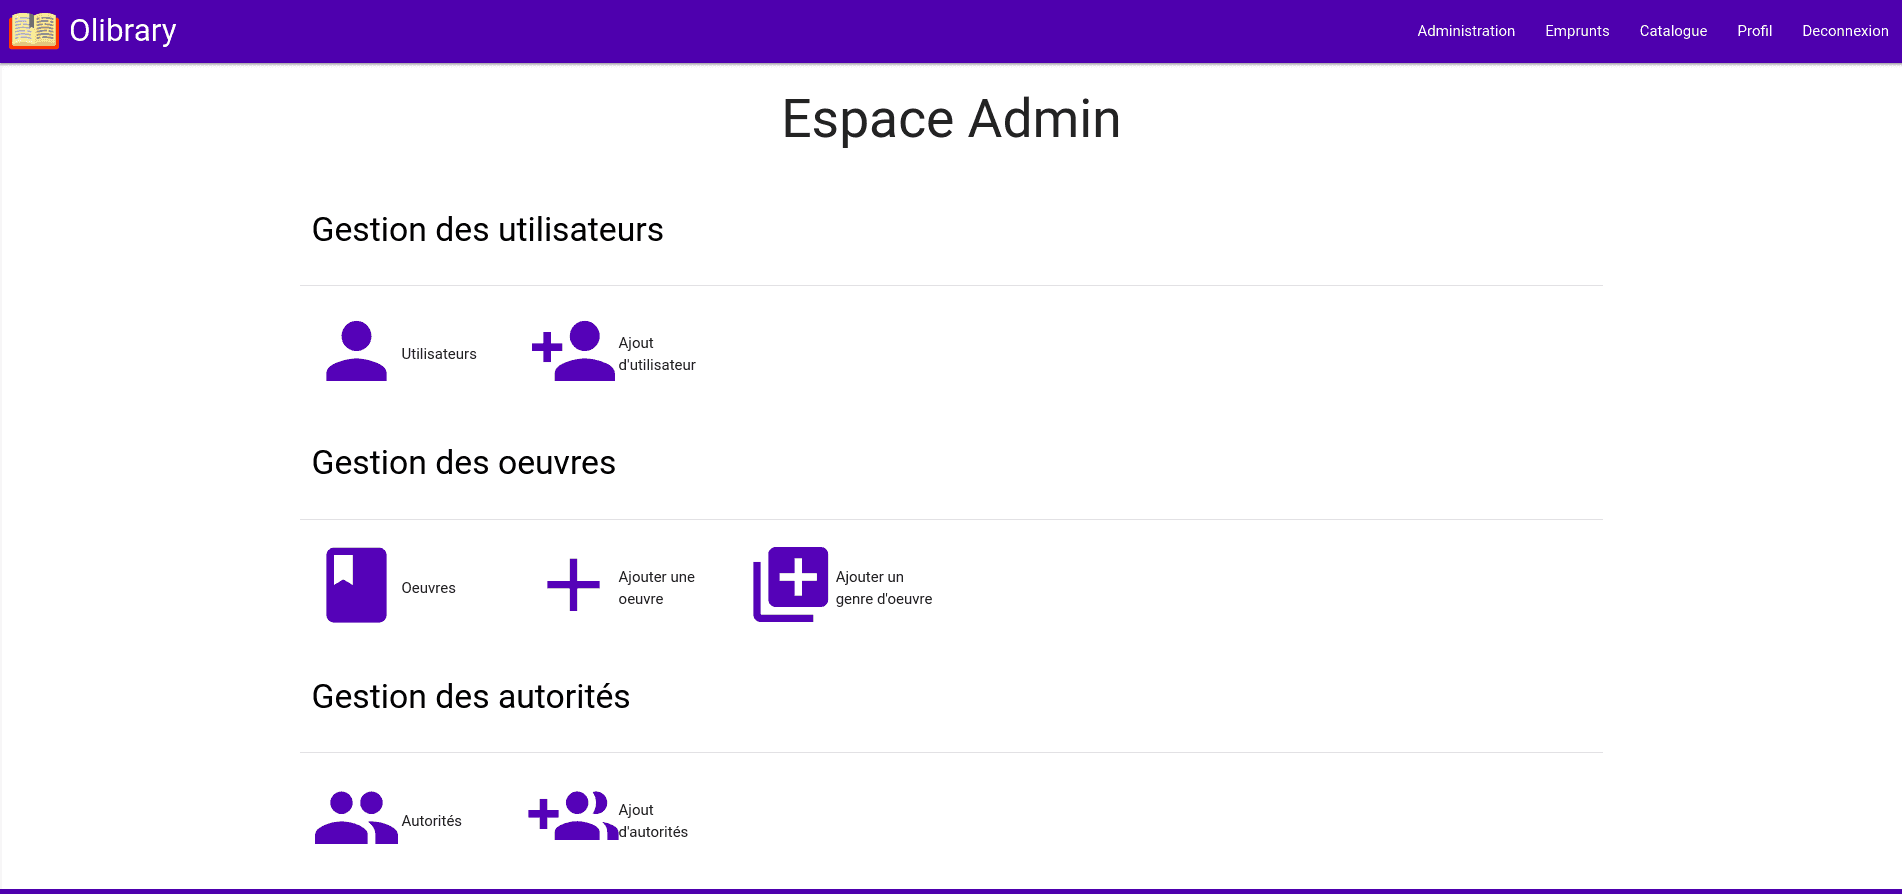 Olibrary
Administration Emprunts Catalogue Profil Deconnexion
Espace Admin
Gestion des utilisateurs
Utilisateurs
Ajout
d'utilisateur
Gestion des oeuvres
Oeuvres
Ajouter une
oeuvre
Ajouter un
genre d'oeuvre
Gestion des autorités
Autorités
Ajout
d'autorités